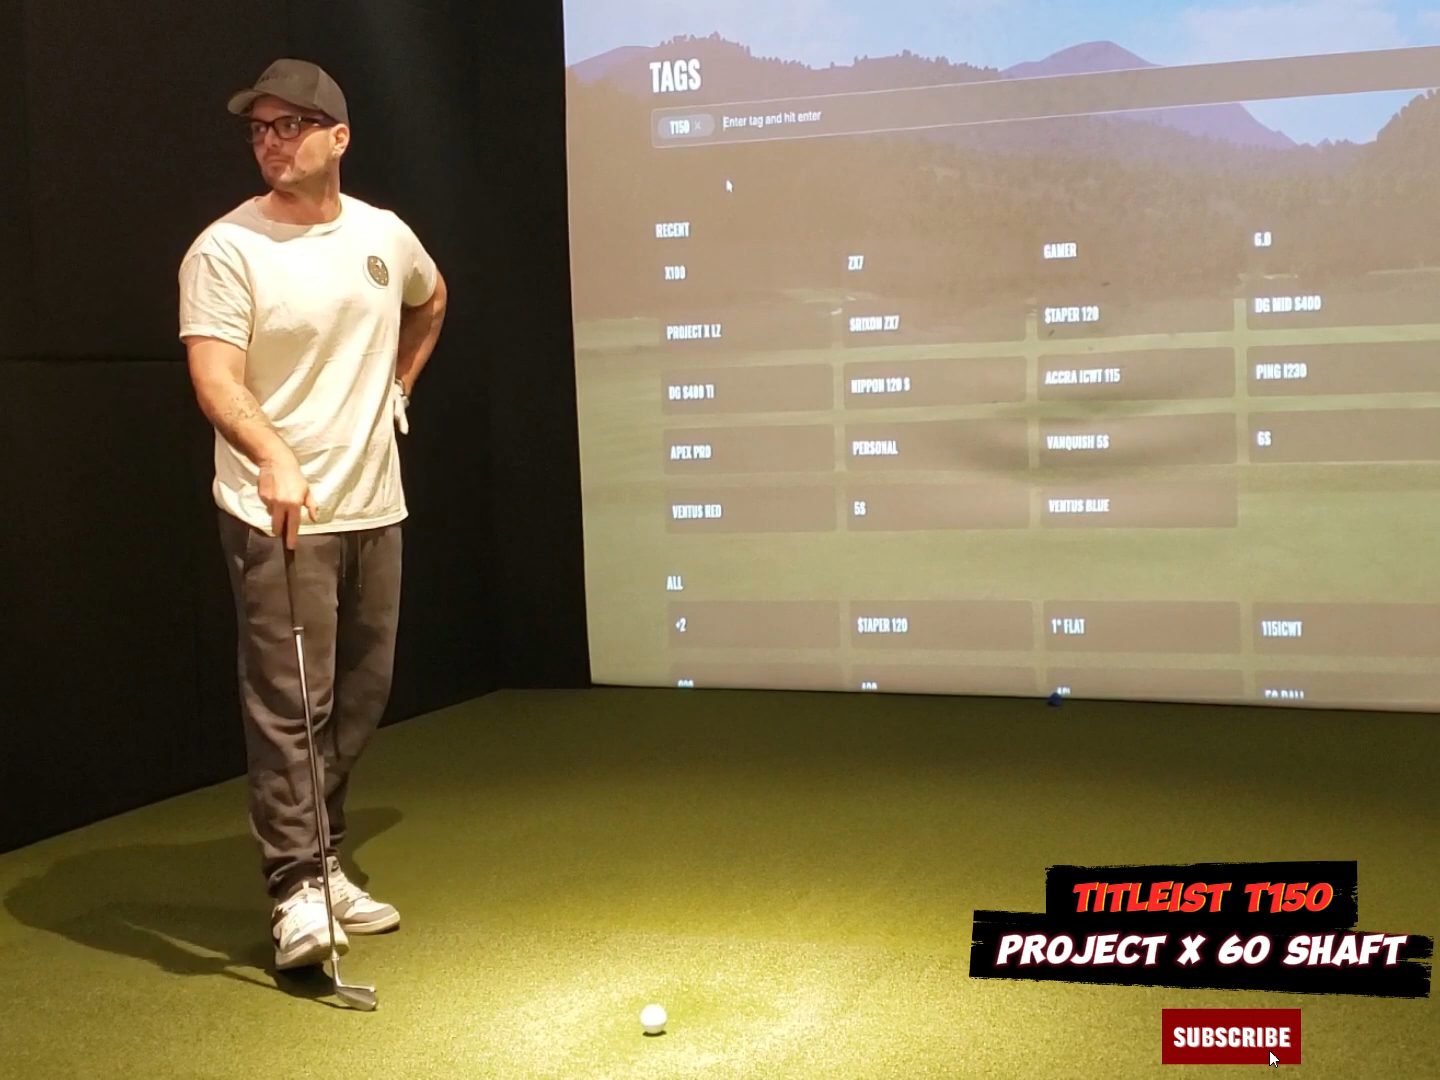 TAGS
T150 × Enter tag and hit enter
RECENT
X100 ZX7 GAMER 6.0
PROJECT X LZ SRIXON ZX7 $TAPER 120 DG MID S400
DG S400 TI NIPPON 120 S ACCRA ICWT 115 PING I230
APEX PRO PERSONAL VANQUISH 5S 6S
VENTUS RED 5S VENTUS BLUE
ALL
+2 $TAPER 120 1° FLAT 115ICWT
TITLEIST T150
PROJECT X 60 SHAFT
SUBSCRIBE